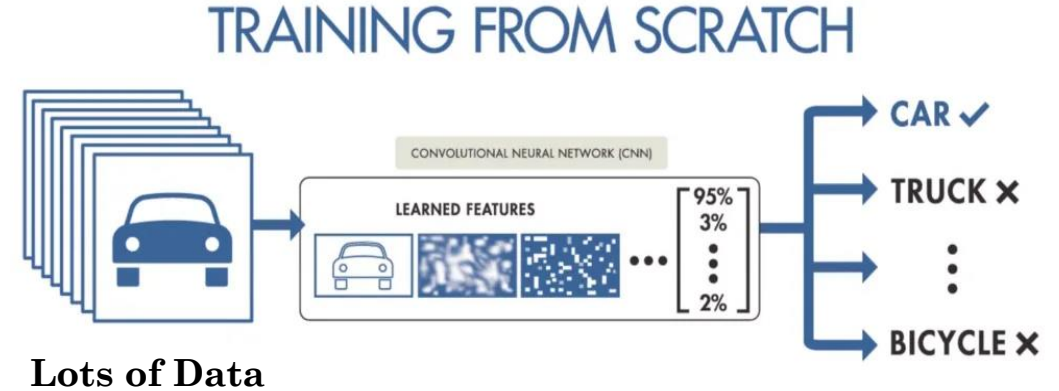 TRAINING FROM SCRATCH
CONVOLUTIONAL NEURAL NETWORK (CNN)
LEARNED FEATURES
95%
3%
2%
CAR ✓
TRUCK ✕
BICYCLE ✕
Lots of Data